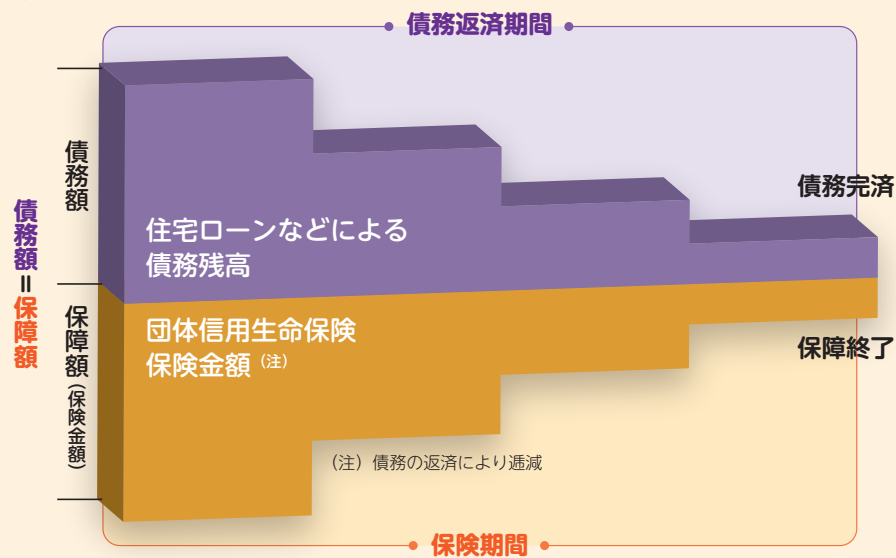 債務返済期間
債務額
債務額=保障額
保障額(保険金額)
住宅ローンなどによる
債務残高
債務完済
団体信用生命保険
保険金額(注)
保障終了
(注)債務の返済により逓減
保険期間